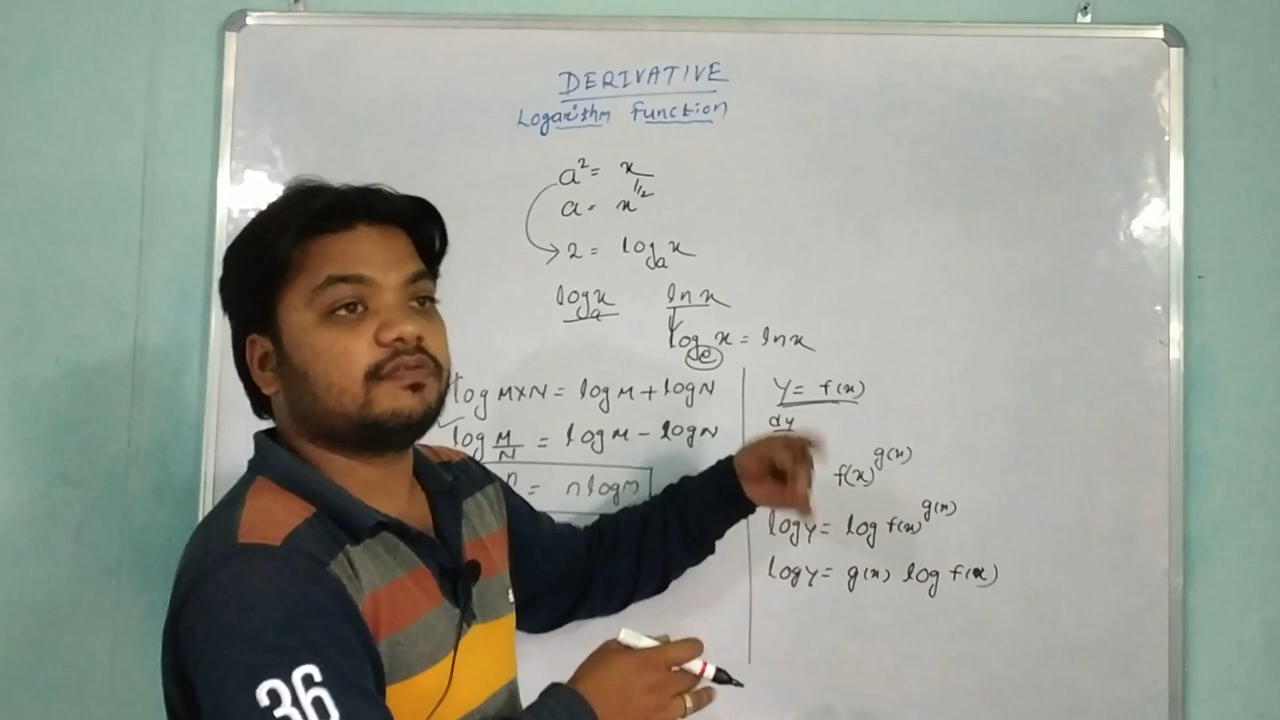 DERIVATIVE
Logarithm function
a² = x
a = x^1/2
2 = log_a x
log_a x   ln x
log_e x = ln x
log M×N = log M + log N
log M/N = log M - log N
n = n log m
Y = f(x)
dy
f(x)^g(x)
log y = log f(x)^g(x)
log y = g(x) log f(x)
36